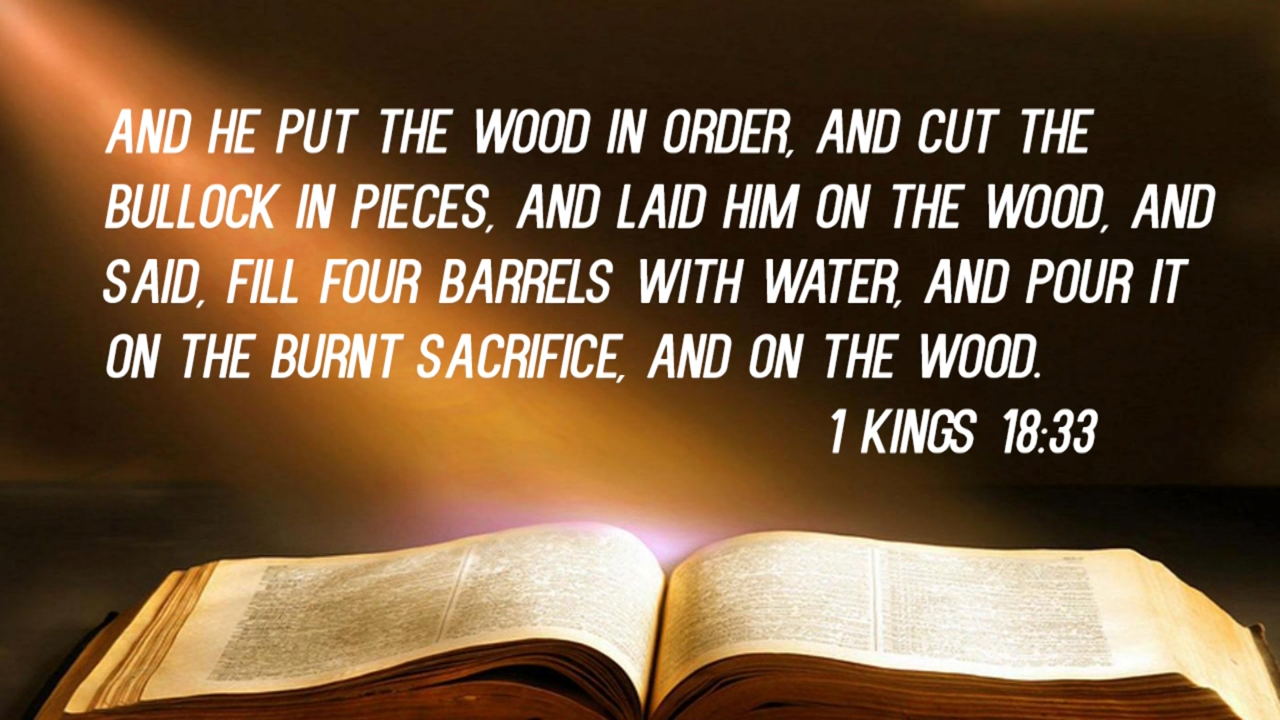 AND HE PUT THE WOOD IN ORDER, AND CUT THE
BULLOCK IN PIECES, AND LAID HIM ON THE WOOD, AND
SAID, FILL FOUR BARRELS WITH WATER, AND POUR IT
ON THE BURNT SACRIFICE, AND ON THE WOOD.
1 KINGS 18:33